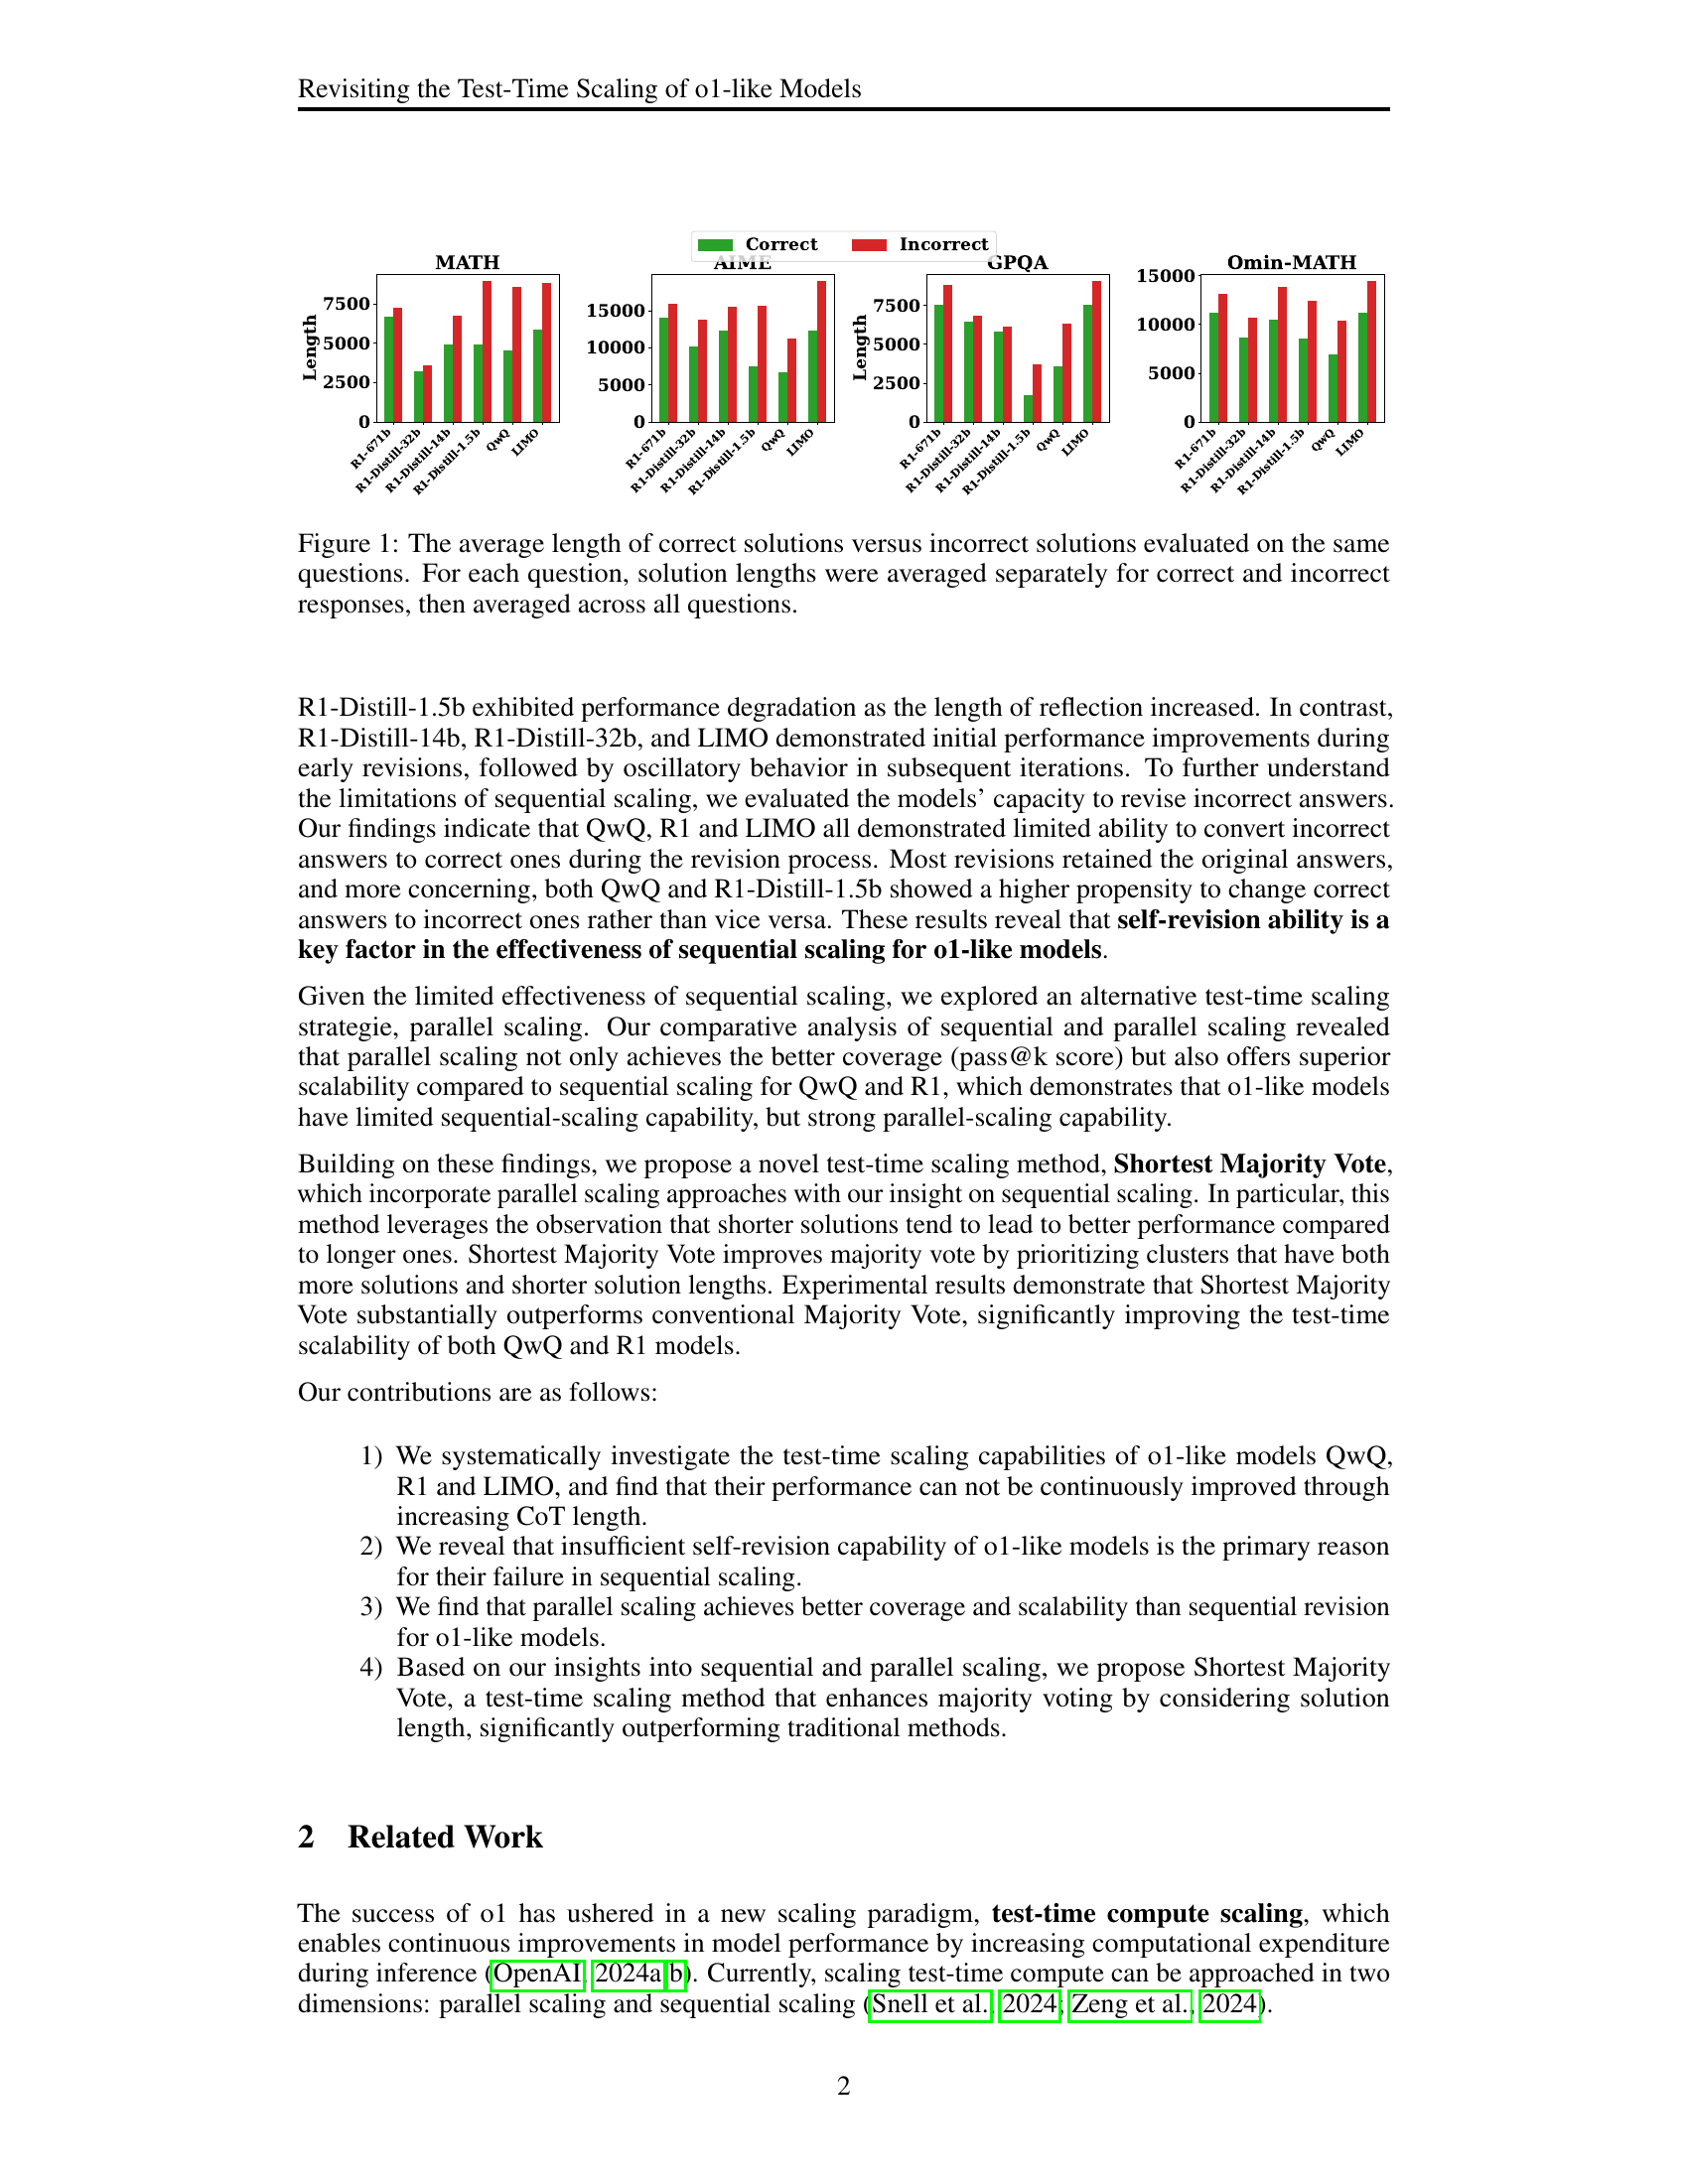 Revisiting the Test-Time Scaling of o1-like Models
Correct Incorrect
MATH AIME GPQA Omin-MATH
Length
7500
5000
2500
0
R1-671b
R1-Distill-32b
R1-Distill-14b
R1-Distill-1.5b
QwQ
LIMO
15000
10000
5000
0
R1-671b
R1-Distill-32b
R1-Distill-14b
R1-Distill-1.5b
QwQ
LIMO
Length
7500
5000
2500
0
R1-671b
R1-Distill-32b
R1-Distill-14b
R1-Distill-1.5b
QwQ
LIMO
15000
10000
5000
0
R1-671b
R1-Distill-32b
R1-Distill-14b
R1-Distill-1.5b
QwQ
LIMO
Figure 1: The average length of correct solutions versus incorrect solutions evaluated on the same
questions. For each question, solution lengths were averaged separately for correct and incorrect
responses, then averaged across all questions.
R1-Distill-1.5b exhibited performance degradation as the length of reflection increased. In contrast,
R1-Distill-14b, R1-Distill-32b, and LIMO demonstrated initial performance improvements during
early revisions, followed by oscillatory behavior in subsequent iterations. To further understand
the limitations of sequential scaling, we evaluated the models’ capacity to revise incorrect answers.
Our findings indicate that QwQ, R1 and LIMO all demonstrated limited ability to convert incorrect
answers to correct ones during the revision process. Most revisions retained the original answers,
and more concerning, both QwQ and R1-Distill-1.5b showed a higher propensity to change correct
answers to incorrect ones rather than vice versa. These results reveal that self-revision ability is a
key factor in the effectiveness of sequential scaling for o1-like models.
Given the limited effectiveness of sequential scaling, we explored an alternative test-time scaling
strategie, parallel scaling. Our comparative analysis of sequential and parallel scaling revealed
that parallel scaling not only achieves the better coverage (pass@k score) but also offers superior
scalability compared to sequential scaling for QwQ and R1, which demonstrates that o1-like models
have limited sequential-scaling capability, but strong parallel-scaling capability.
Building on these findings, we propose a novel test-time scaling method, Shortest Majority Vote,
which incorporate parallel scaling approaches with our insight on sequential scaling. In particular, this
method leverages the observation that shorter solutions tend to lead to better performance compared
to longer ones. Shortest Majority Vote improves majority vote by prioritizing clusters that have both
more solutions and shorter solution lengths. Experimental results demonstrate that Shortest Majority
Vote substantially outperforms conventional Majority Vote, significantly improving the test-time
scalability of both QwQ and R1 models.
Our contributions are as follows:
1) We systematically investigate the test-time scaling capabilities of o1-like models QwQ,
R1 and LIMO, and find that their performance can not be continuously improved through
increasing CoT length.
2) We reveal that insufficient self-revision capability of o1-like models is the primary reason
for their failure in sequential scaling.
3) We find that parallel scaling achieves better coverage and scalability than sequential revision
for o1-like models.
4) Based on our insights into sequential and parallel scaling, we propose Shortest Majority
Vote, a test-time scaling method that enhances majority voting by considering solution
length, significantly outperforming traditional methods.
2 Related Work
The success of o1 has ushered in a new scaling paradigm, test-time compute scaling, which
enables continuous improvements in model performance by increasing computational expenditure
during inference (OpenAI, 2024a,b). Currently, scaling test-time compute can be approached in two
dimensions: parallel scaling and sequential scaling (Snell et al., 2024; Zeng et al., 2024).
2